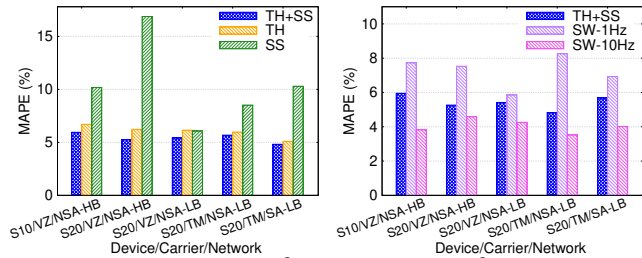 TH+SS
TH
SS
15
10
5
0
MAPE (%)
S10/VZ/NSA-HB
S20/VZ/NSA-HB
S20/VZ/NSA-LB
S20/TM/NSA-LB
S20/TM/SA-LB
Device/Carrier/Network
TH+SS
SW-1Hz
SW-10Hz
10
8
6
4
2
0
MAPE (%)
S10/VZ/NSA-HB
S20/VZ/NSA-HB
S20/VZ/NSA-LB
S20/TM/NSA-LB
S20/TM/SA-LB
Device/Carrier/Network